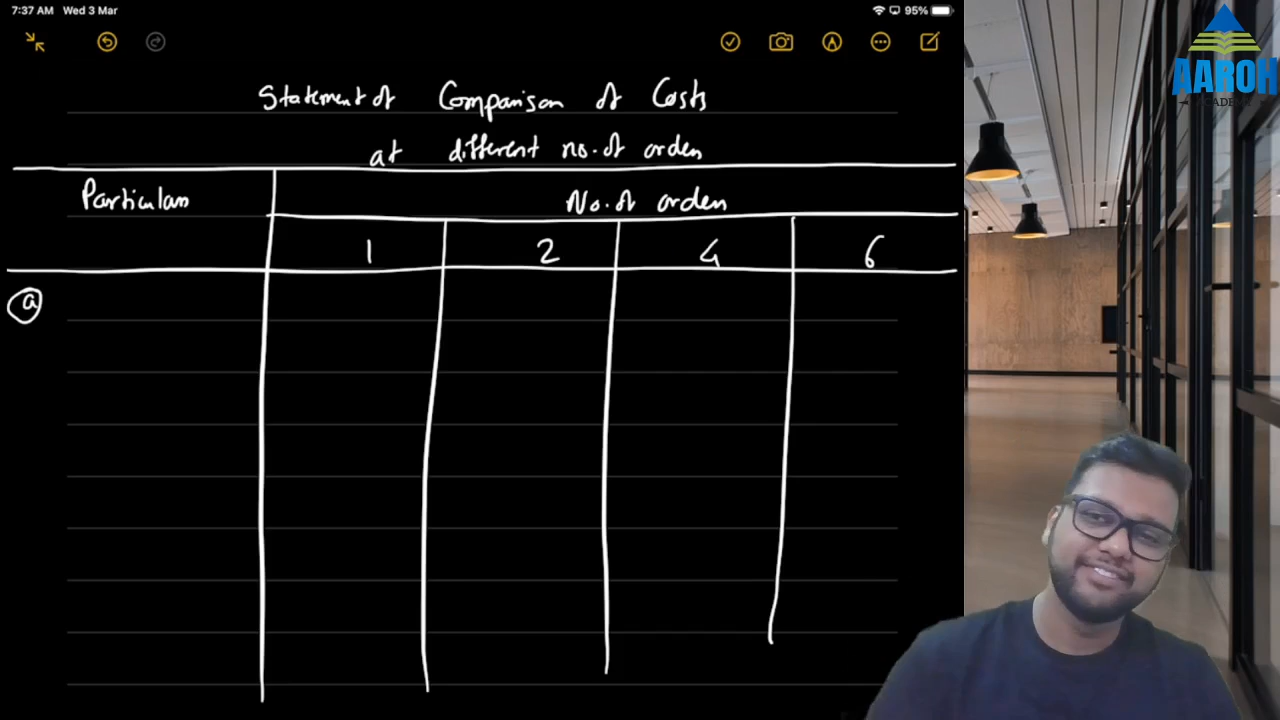 7:37 AM Wed 3 Mar 95%
AAROH
ACADEMY
Statement of Comparison of Costs
at different no. of orders
Particulars No. of orders
1 2 4 6
a